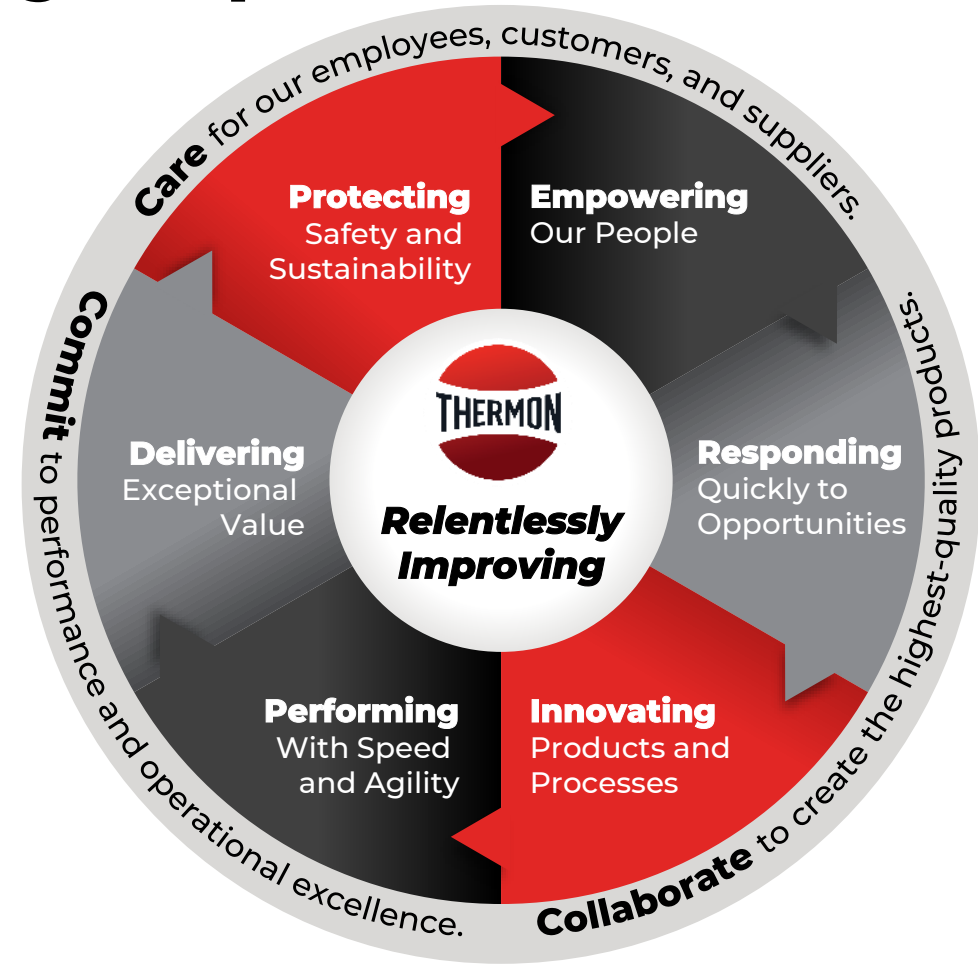 Care for our employees, customers, and suppliers.
Protecting
Safety and
Sustainability
Empowering
Our People
Responding
Quickly to
Opportunities
Innovating
Products and
Processes
Performing
With Speed
and Agility
Delivering
Exceptional
Value
THERMON
Relentlessly
Improving
Collaborate to create the highest-quality products.
Commit to performance and operational excellence.